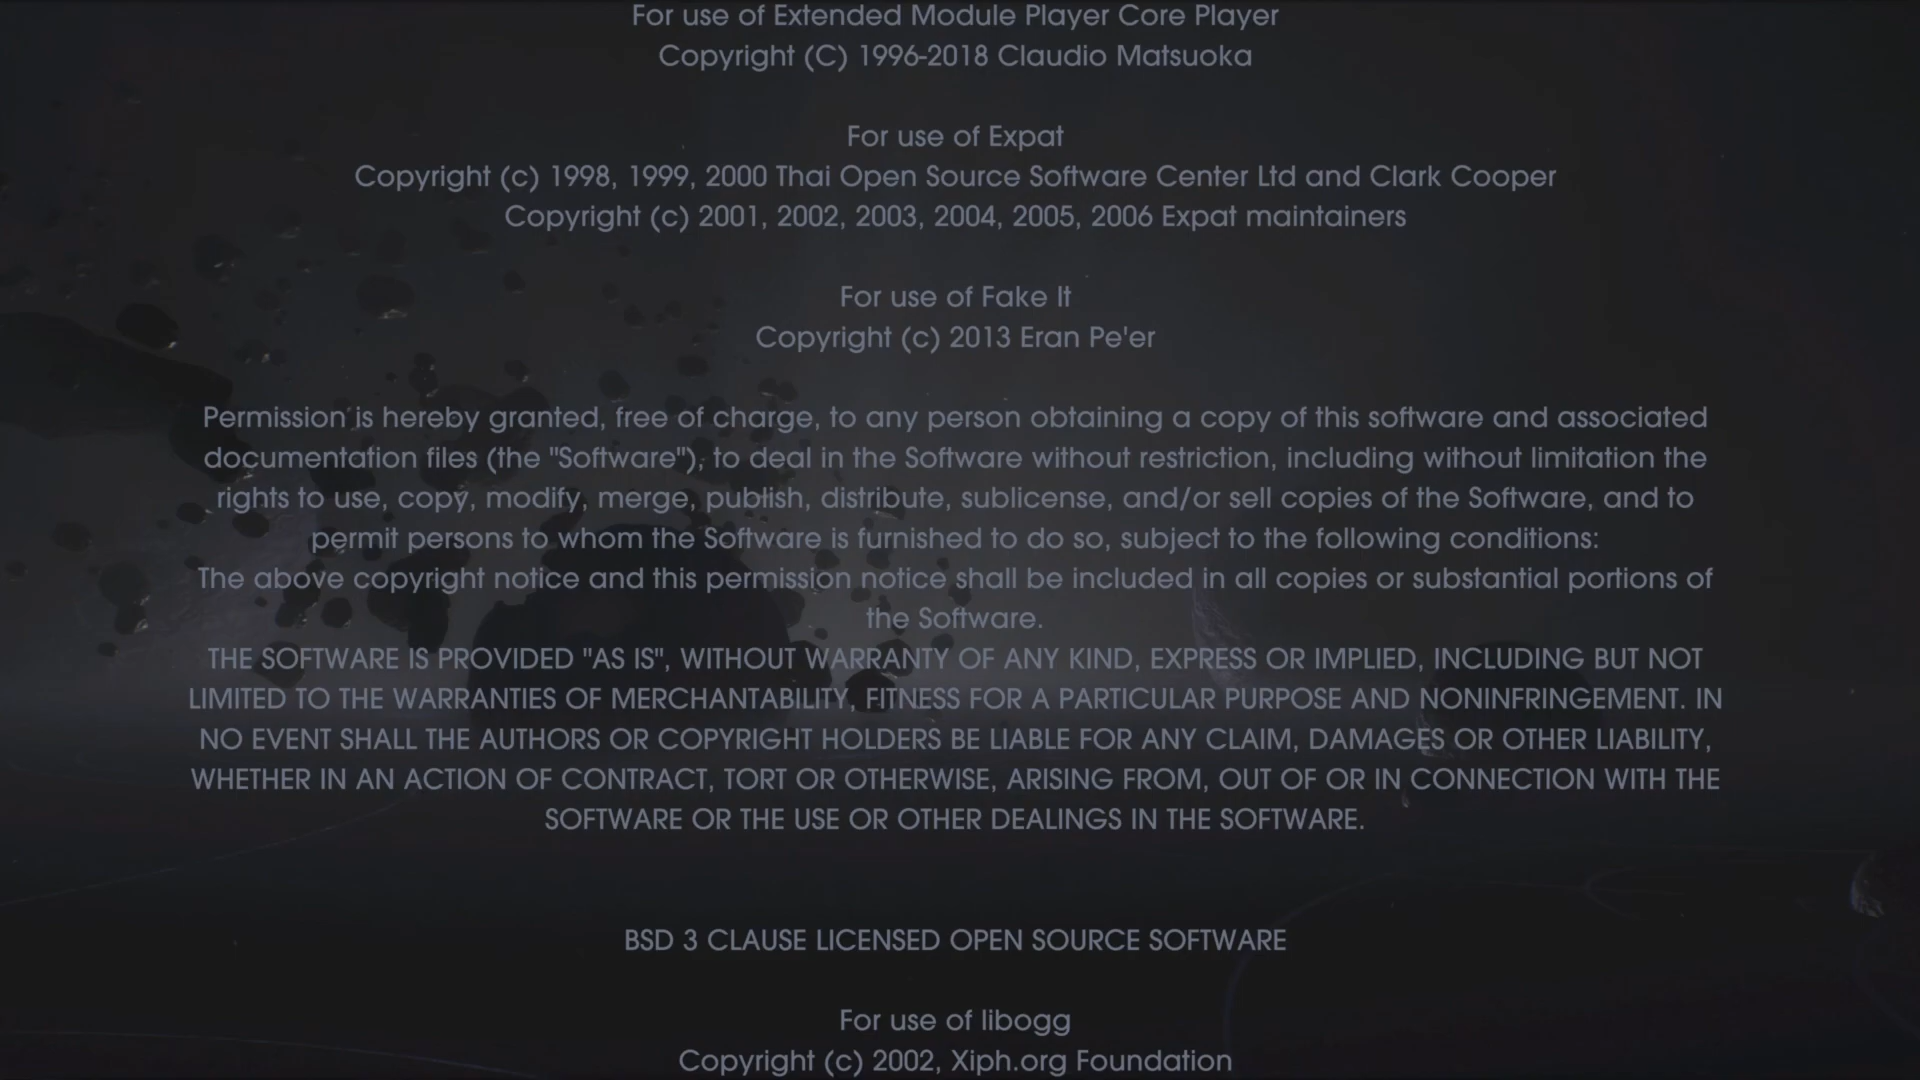 For use of Extended Module Player Core Player
Copyright (C) 1996-2018 Claudio Matsuoka
For use of Expat
Copyright (c) 1998, 1999, 2000 Thai Open Source Software Center Ltd and Clark Cooper
Copyright (c) 2001, 2002, 2003, 2004, 2005, 2006 Expat maintainers
For use of Fake It
Copyright (c) 2013 Eran Pe'er
Permission is hereby granted, free of charge, to any person obtaining a copy of this software and associated
documentation files (the "Software"), to deal in the Software without restriction, including without limitation the
rights to use, copy, modify, merge, publish, distribute, sublicense, and/or sell copies of the Software, and to
permit persons to whom the Software is furnished to do so, subject to the following conditions:
The above copyright notice and this permission notice shall be included in all copies or substantial portions of
the Software.
THE SOFTWARE IS PROVIDED "AS IS", WITHOUT WARRANTY OF ANY KIND, EXPRESS OR IMPLIED, INCLUDING BUT NOT
LIMITED TO THE WARRANTIES OF MERCHANTABILITY, FITNESS FOR A PARTICULAR PURPOSE AND NONINFRINGEMENT. IN
NO EVENT SHALL THE AUTHORS OR COPYRIGHT HOLDERS BE LIABLE FOR ANY CLAIM, DAMAGES OR OTHER LIABILITY,
WHETHER IN AN ACTION OF CONTRACT, TORT OR OTHERWISE, ARISING FROM, OUT OF OR IN CONNECTION WITH THE
SOFTWARE OR THE USE OR OTHER DEALINGS IN THE SOFTWARE.
BSD 3 CLAUSE LICENSED OPEN SOURCE SOFTWARE
For use of libogg
Copyright (c) 2002, Xiph.org Foundation